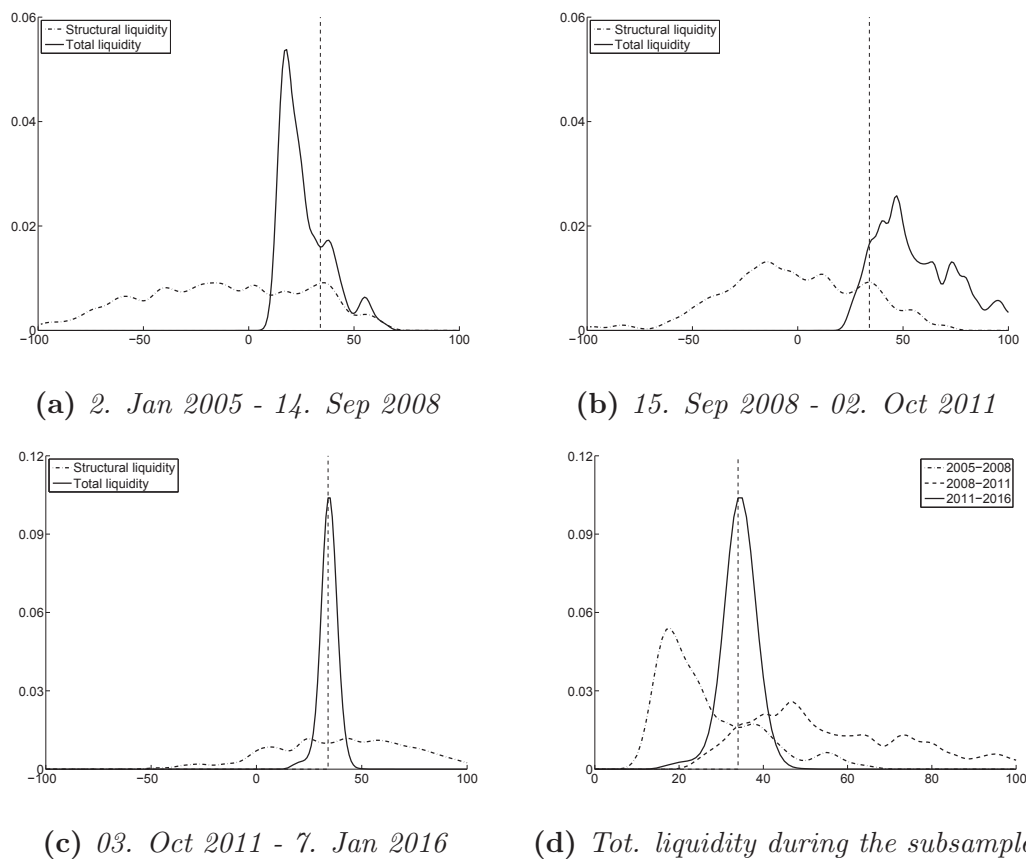 0.06
Structural liquidity
Total liquidity
0.04
0.02
0
−100 −50 0 50 100
(a) 2. Jan 2005 - 14. Sep 2008
0.06
Structural liquidity
Total liquidity
0.04
0.02
0
−100 −50 0 50 100
(b) 15. Sep 2008 - 02. Oct 2011
0.12
Structural liquidity
Total liquidity
0.09
0.06
0.03
0
−100 −50 0 50 100
(c) 03. Oct 2011 - 7. Jan 2016
0.12
2005−2008
2008−2011
2011−2016
0.09
0.06
0.03
0
0 20 40 60 80 100
(d) Tot. liquidity during the subsample